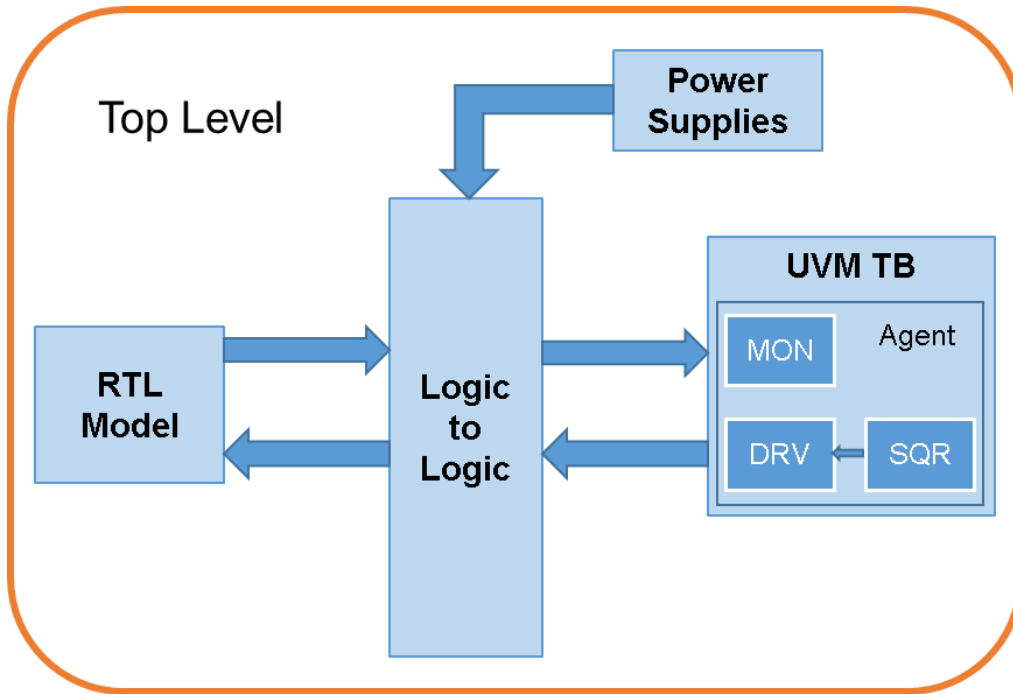 Power
Supplies
Top Level
UVM TB
Agent
MON
RTL
Model
Logic
to
Logic
DRV
SQR